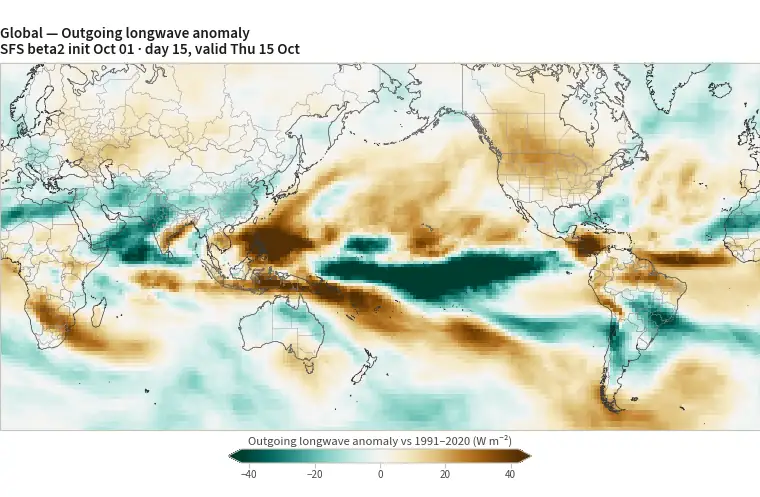 Global — Outgoing longwave anomaly
SFS beta2 init Oct 01 · day 15, valid Thu 15 Oct
Outgoing longwave anomaly vs 1991–2020 (W m⁻²)
−40 −20 0 20 40